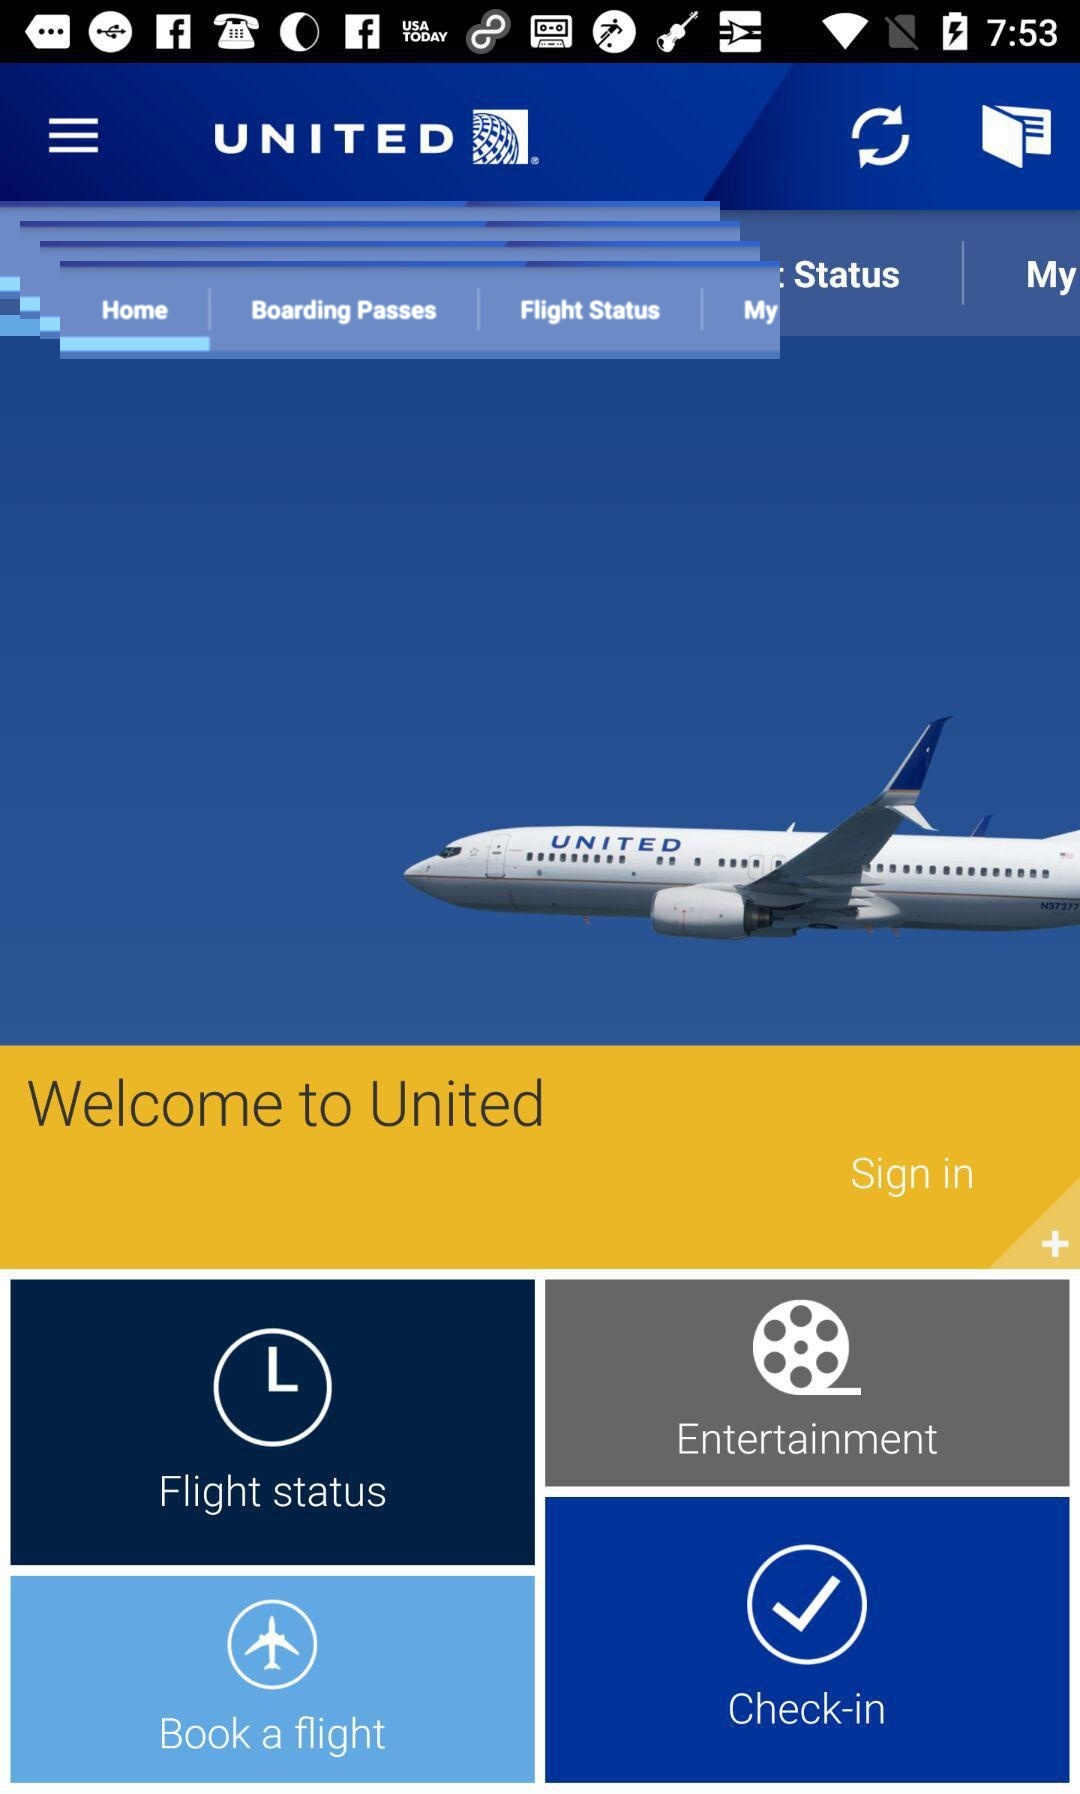 USA
TODAY
7:53
UNITED
Status
My
Home
Boarding Passes
Flight Status
My
UNITED
N37277
Welcome to United
Sign in
Flight status
Entertainment
Book a flight
Check-in